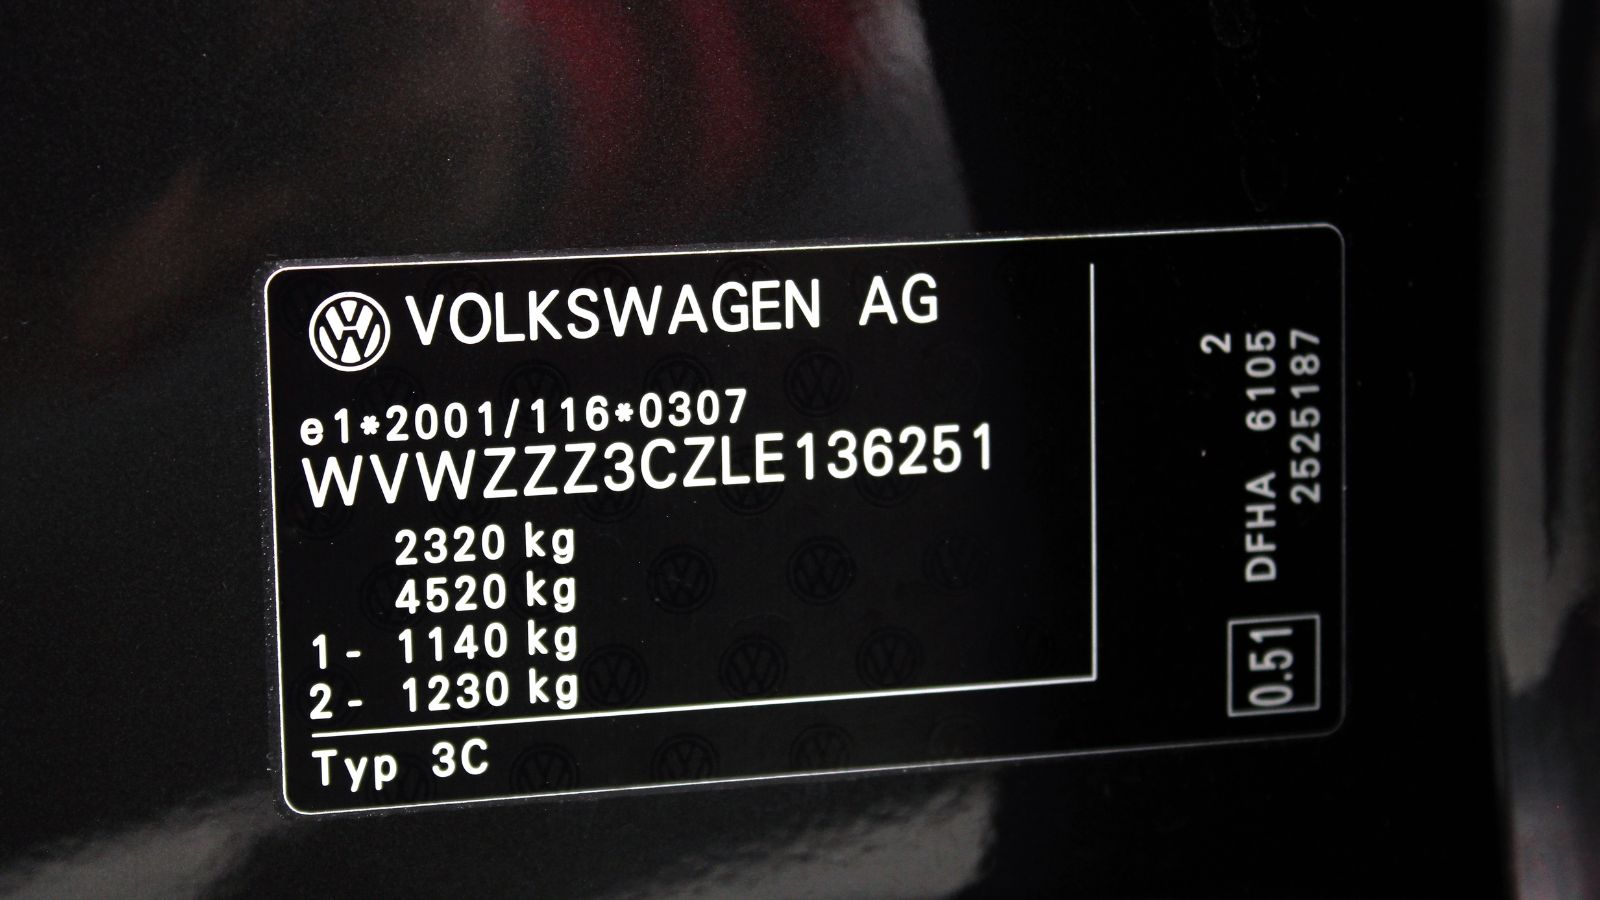 VOLKSWAGEN AG
e1*2001/116*0307
WVWZZZ3CZLE136251
2320 kg
4520 kg
1- 1140 kg
2- 1230 kg
Typ 3C
2
DFHA 6105
2525187
0.51